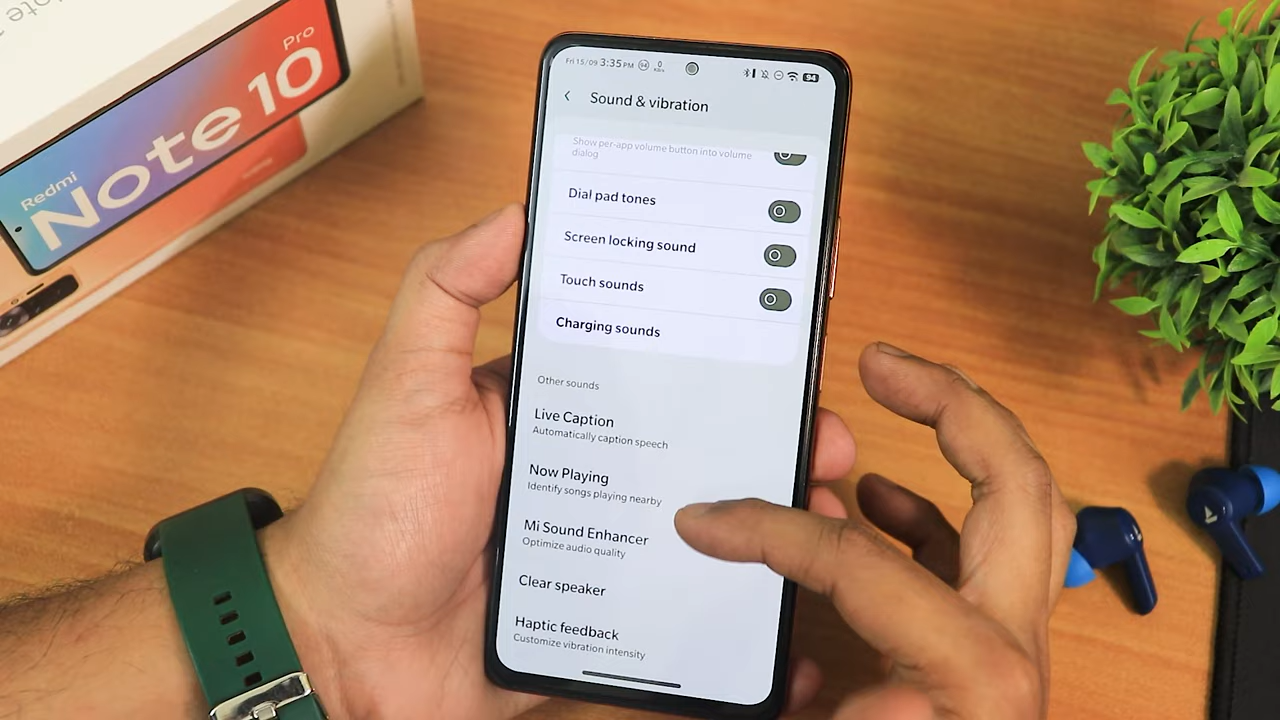 Redmi
Note 10
Pro
Fri 15/09 3:35 PM 94
94
Sound & vibration
Show per-app volume button into volume
dialog
Dial pad tones
Screen locking sound
Touch sounds
Charging sounds
Other sounds
Live Caption
Automatically caption speech
Now Playing
Identify songs playing nearby
Mi Sound Enhancer
Optimize audio quality
Clear speaker
Haptic feedback
Customize vibration intensity